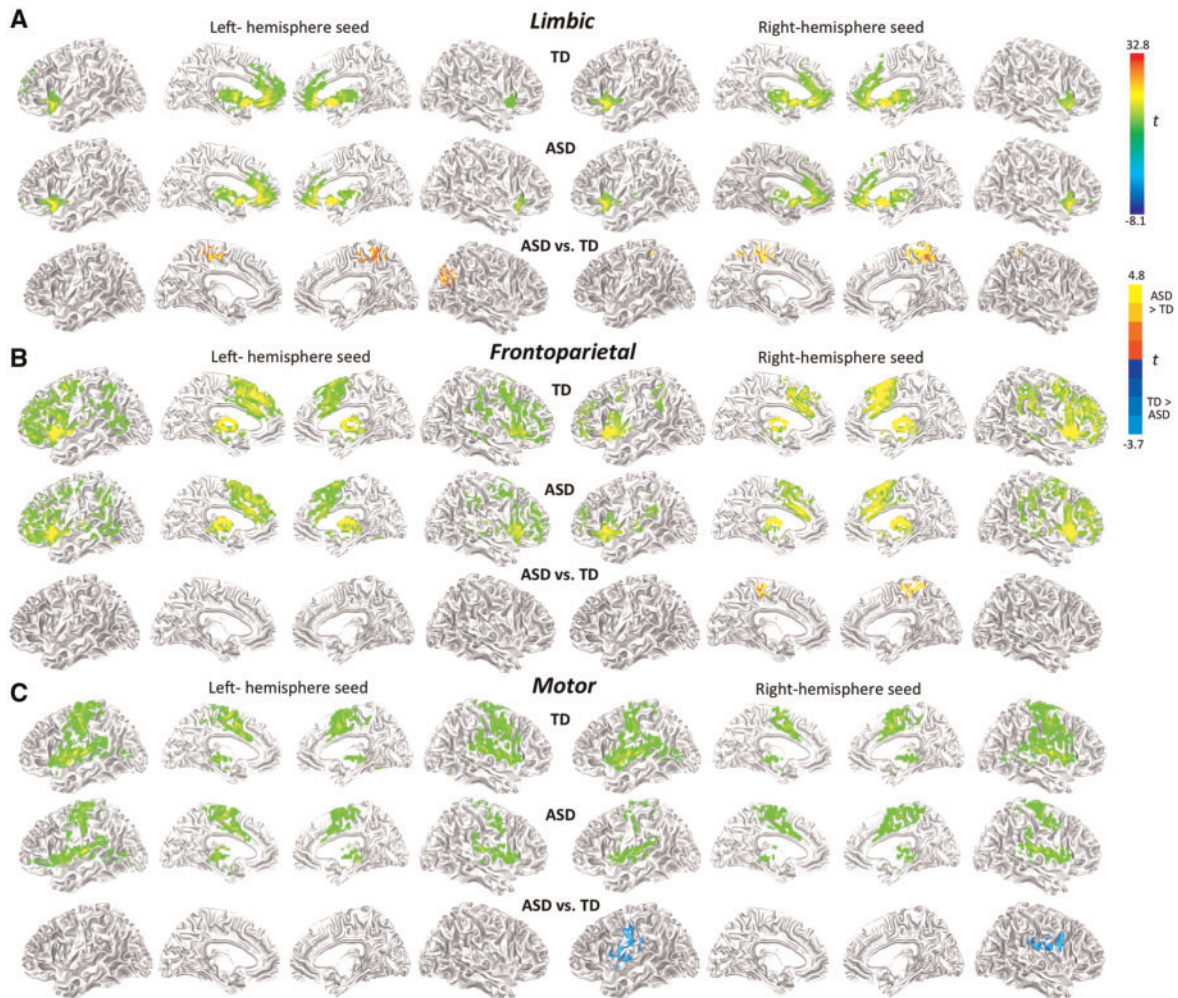 A
Limbic
Left- hemisphere seed
Right-hemisphere seed
TD
ASD
ASD vs. TD
32.8
t
-8.1
4.8
ASD
> TD
t
TD >
ASD
-3.7
B
Frontoparietal
Left- hemisphere seed
Right-hemisphere seed
TD
ASD
ASD vs. TD
C
Motor
Left- hemisphere seed
Right-hemisphere seed
TD
ASD
ASD vs. TD